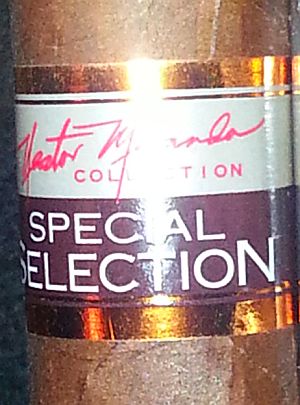 Nestor Miranda
COLLECTION
SPECIAL
SELECTION